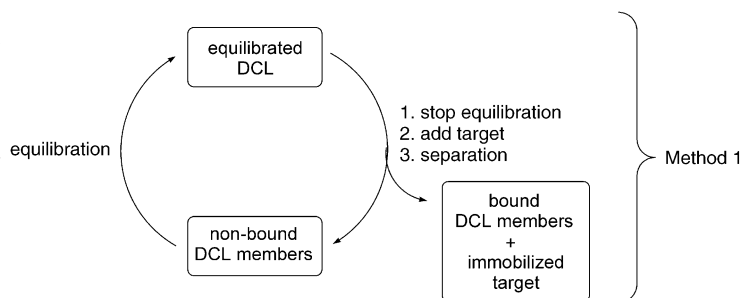 equilibrated
DCL
equilibration
1. stop equilibration
2. add target
3. separation
Method 1
non-bound
DCL members
bound
DCL members
+
immobilized
target